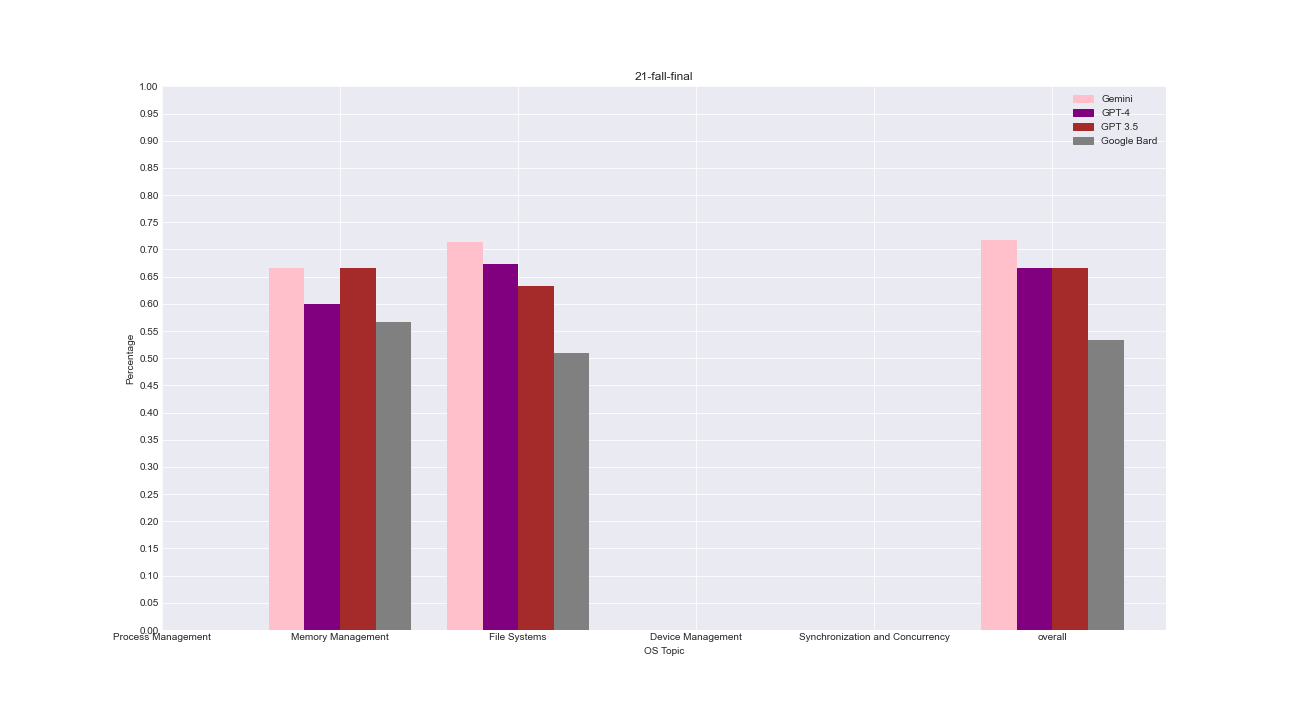 21-fall-final
1.00
0.95
0.90
0.85
0.80
0.75
0.70
0.65
0.60
0.55
0.50
0.45
0.40
0.35
0.30
0.25
0.20
0.15
0.10
0.05
0.00
Percentage
Gemini
GPT-4
GPT 3.5
Google Bard
Process Management Memory Management File Systems Device Management Synchronization and Concurrency overall
OS Topic